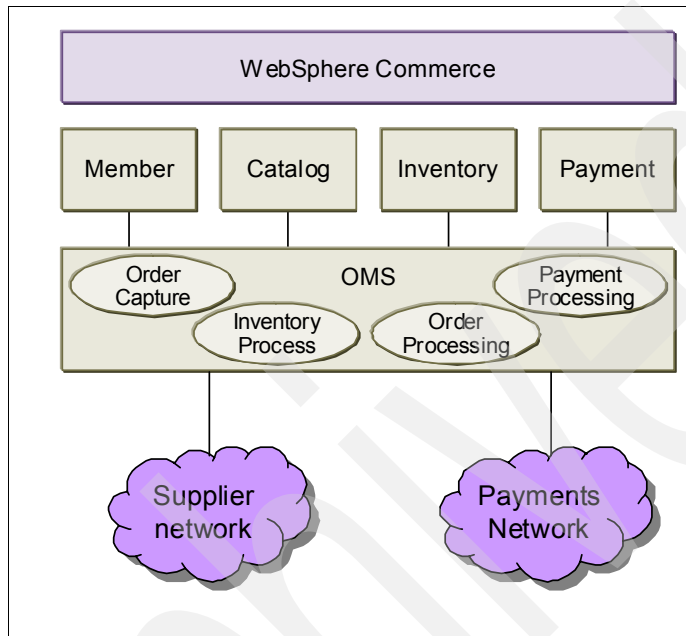 WebSphere Commerce
Member
Catalog
Inventory
Payment
OMS
Order
Capture
Inventory
Process
Order
Processing
Payment
Processing
Supplier
network
Payments
Network